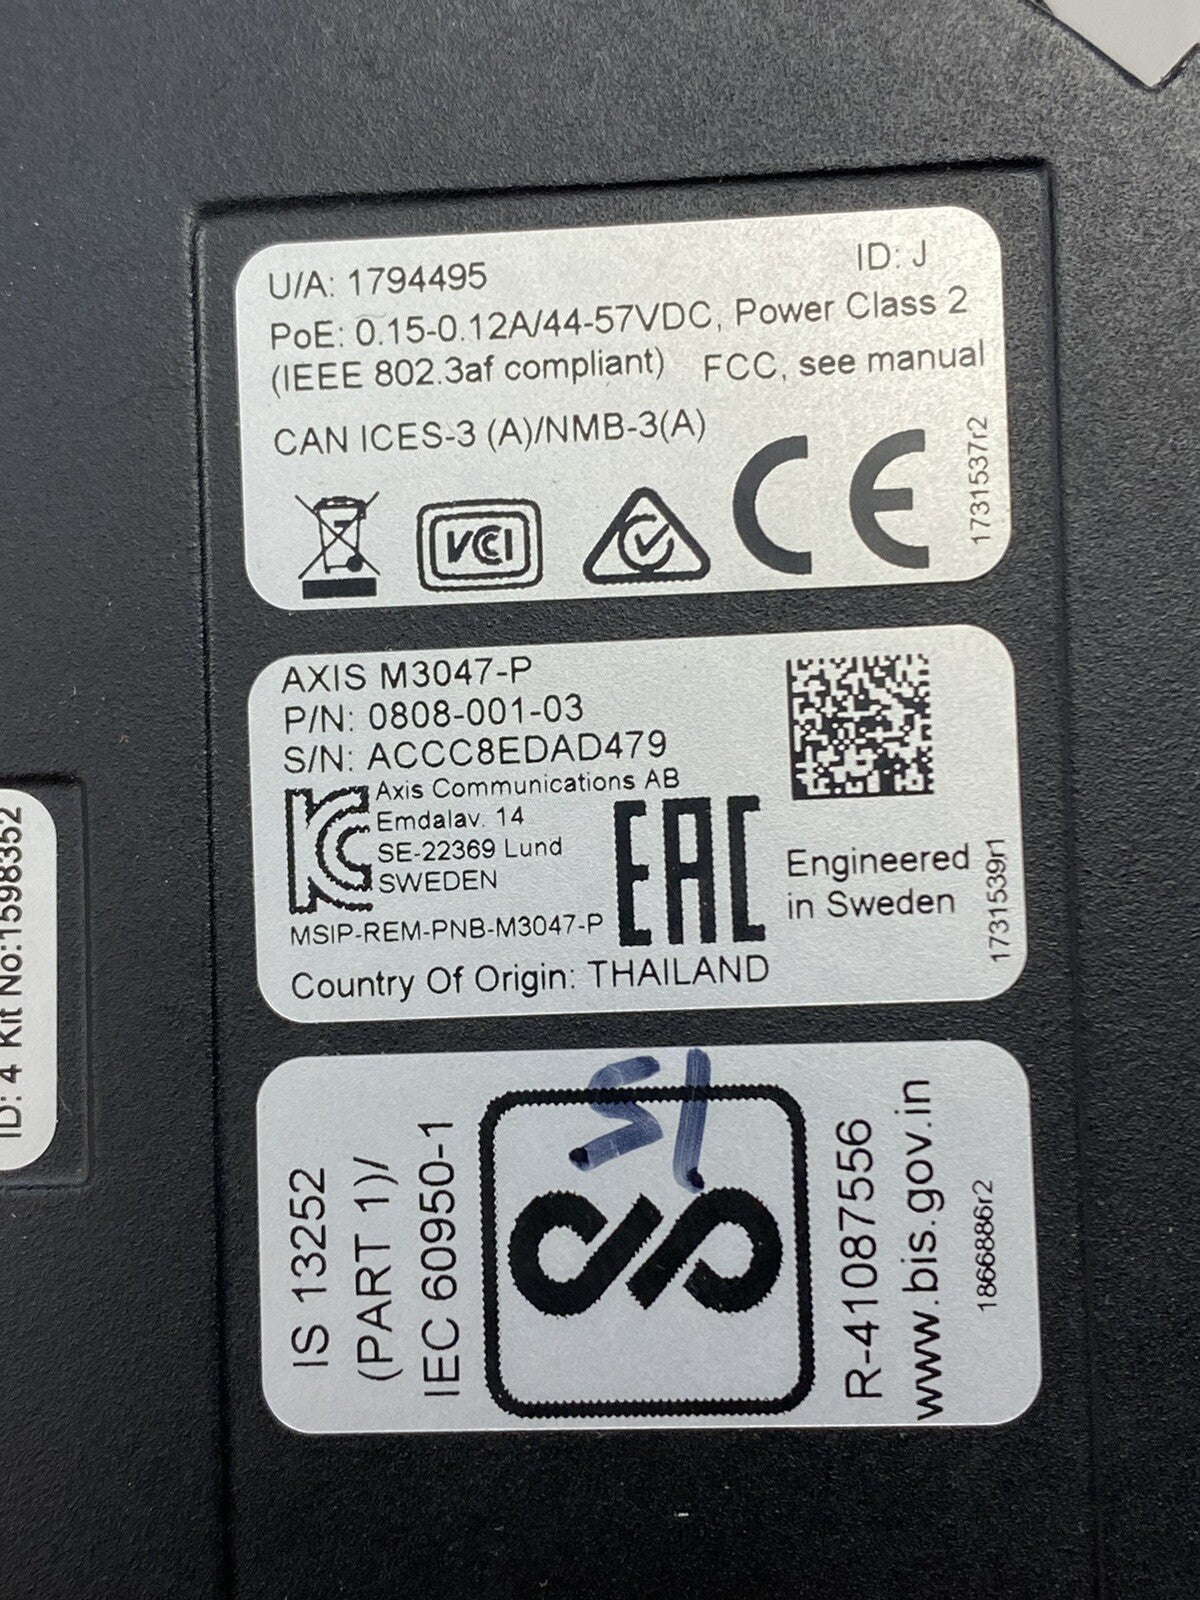 U/A: 1794495
ID: J
PoE: 0.15-0.12A/44-57VDC, Power Class 2
(IEEE 802.3af compliant) FCC, see manual
CAN ICES-3 (A)/NMB-3(A)
VCI
CE
1731537r2
AXIS M3047-P
P/N: 0808-001-03
S/N: ACCC8EDAD479
Axis Communications AB
Emdalav. 14
SE-22369 Lund
SWEDEN
KC
EAC
Engineered
in Sweden
MSIP-REM-PNB-M3047-P
Country Of Origin: THAILAND
1731539r1
IS 13252
(PART 1)/
IEC 60950-1
R-41087556
www.bis.gov.in
1866886r2
ID: 4 Kit No:1598352